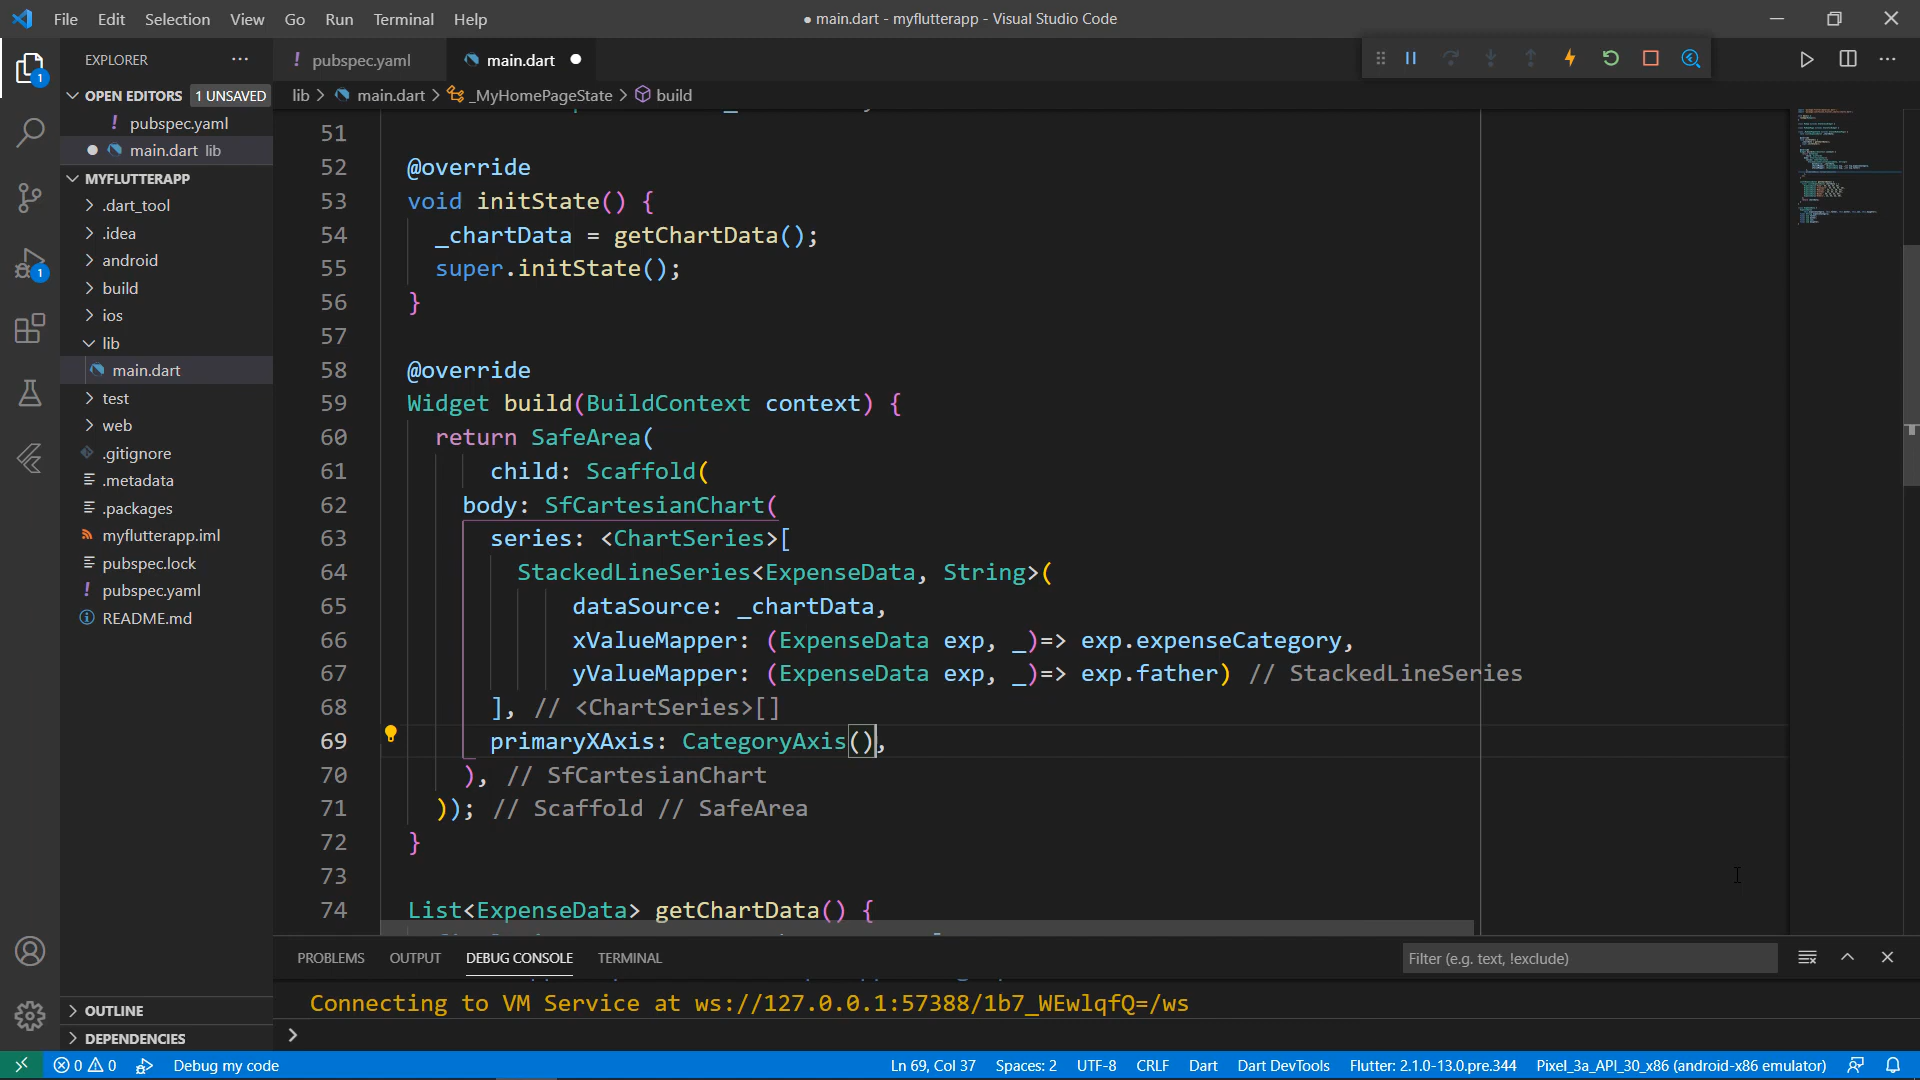 File Edit Selection View Go Run Terminal Help
● main.dart - myflutterapp - Visual Studio Code
EXPLORER
OPEN EDITORS 1 UNSAVED
! pubspec.yaml
● main.dart lib
MYFLUTTERAPP
.dart_tool
.idea
android
build
ios
lib
main.dart
test
web
.gitignore
.metadata
.packages
myflutterapp.iml
pubspec.lock
! pubspec.yaml
README.md
OUTLINE
DEPENDENCIES
1
1
! pubspec.yaml
main.dart ●
lib > main.dart > _MyHomePageState > build
51
52 @override
53 void initState() {
54 _chartData = getChartData();
55 super.initState();
56 }
57
58 @override
59 Widget build(BuildContext context) {
60 return SafeArea(
61 child: Scaffold(
62 body: SfCartesianChart(
63 series: <ChartSeries>[
64 StackedLineSeries<ExpenseData, String>(
65 dataSource: _chartData,
66 xValueMapper: (ExpenseData exp, _)=> exp.expenseCategory,
67 yValueMapper: (ExpenseData exp, _)=> exp.father) // StackedLineSeries
68 ], // <ChartSeries>[]
69 primaryXAxis: CategoryAxis(),
70 ), // SfCartesianChart
71 )); // Scaffold // SafeArea
72 }
73
74 List<ExpenseData> getChartData() {
PROBLEMS OUTPUT DEBUG CONSOLE TERMINAL
Filter (e.g. text, !exclude)
Connecting to VM Service at ws://127.0.0.1:57388/1b7_WEwlqfQ=/ws
>
0 0 Debug my code
Ln 69, Col 37 Spaces: 2 UTF-8 CRLF Dart Dart DevTools Flutter: 2.1.0-13.0.pre.344 Pixel_3a_API_30_x86 (android-x86 emulator)